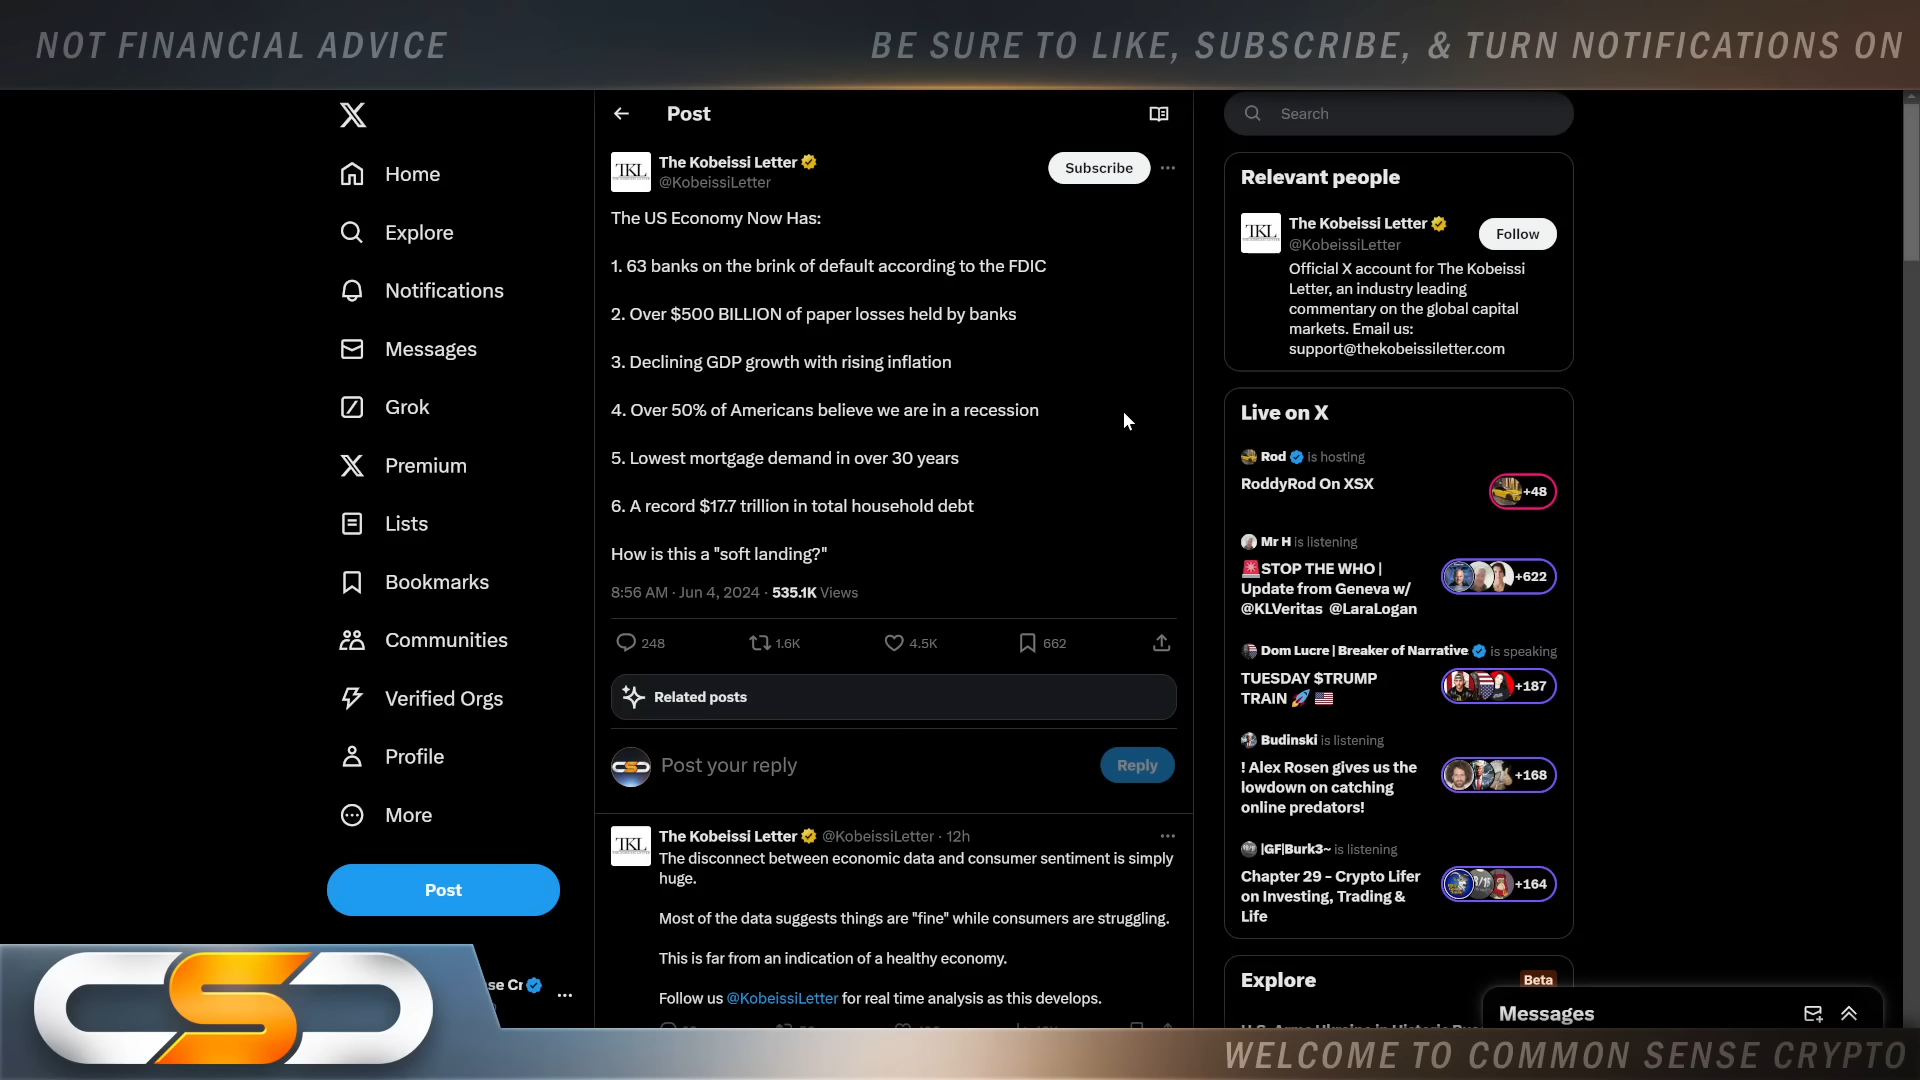 NOT FINANCIAL ADVICE
BE SURE TO LIKE, SUBSCRIBE, & TURN NOTIFICATIONS ON
Home
Explore
Notifications
Messages
Grok
Premium
Lists
Bookmarks
Communities
Verified Orgs
Profile
More
Post
se Cr
Post
The Kobeissi Letter
@KobeissiLetter
Subscribe
The US Economy Now Has:
1. 63 banks on the brink of default according to the FDIC
2. Over $500 BILLION of paper losses held by banks
3. Declining GDP growth with rising inflation
4. Over 50% of Americans believe we are in a recession
5. Lowest mortgage demand in over 30 years
6. A record $17.7 trillion in total household debt
How is this a "soft landing?"
8:56 AM · Jun 4, 2024 · 535.1K Views
248 1.6K 4.5K 662
Related posts
Post your reply
Reply
The Kobeissi Letter @KobeissiLetter · 12h
The disconnect between economic data and consumer sentiment is simply
huge.
Most of the data suggests things are "fine" while consumers are struggling.
This is far from an indication of a healthy economy.
Follow us @KobeissiLetter for real time analysis as this develops.
Search
Relevant people
The Kobeissi Letter
@KobeissiLetter
Follow
Official X account for The Kobeissi
Letter, an industry leading
commentary on the global capital
markets. Email us:
support@thekobeissiletter.com
Live on X
Rod is hosting
RoddyRod On XSX
+48
Mr H is listening
STOP THE WHO |
Update from Geneva w/
@KLVeritas @LaraLogan
+622
Dom Lucre | Breaker of Narrative is speaking
TUESDAY $TRUMP
TRAIN 🚀 🇺🇸
+187
Budinski is listening
! Alex Rosen gives us the
lowdown on catching
online predators!
+168
|GF|Burk3~ is listening
Chapter 29 - Crypto Lifer
on Investing, Trading &
Life
+164
Explore
Beta
Messages
TKL
TKL
TKL
CSC
WELCOME TO COMMON SENSE CRYPTO